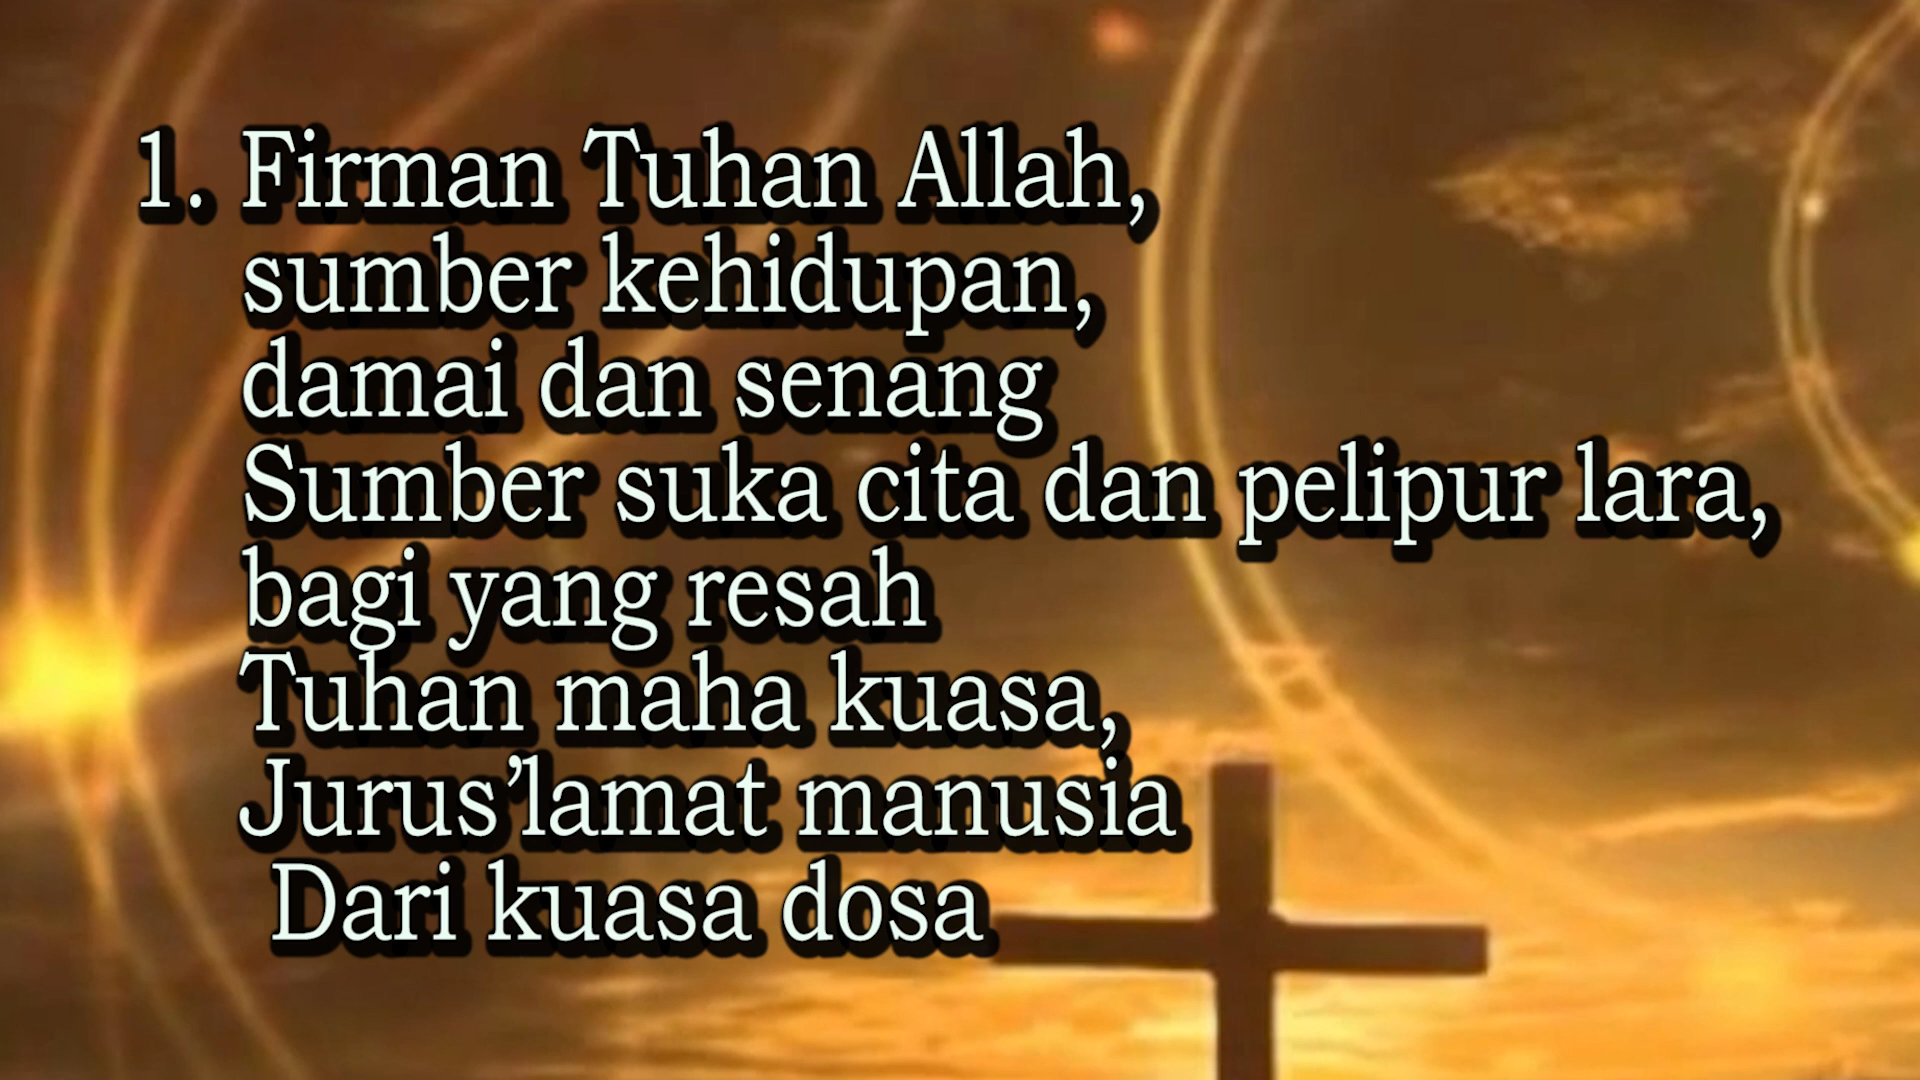 1. Firman Tuhan Allah,
sumber kehidupan,
damai dan senang
Sumber suka cita dan pelipur lara,
bagi yang resah
Tuhan maha kuasa,
Jurus’lamat manusia
Dari kuasa dosa